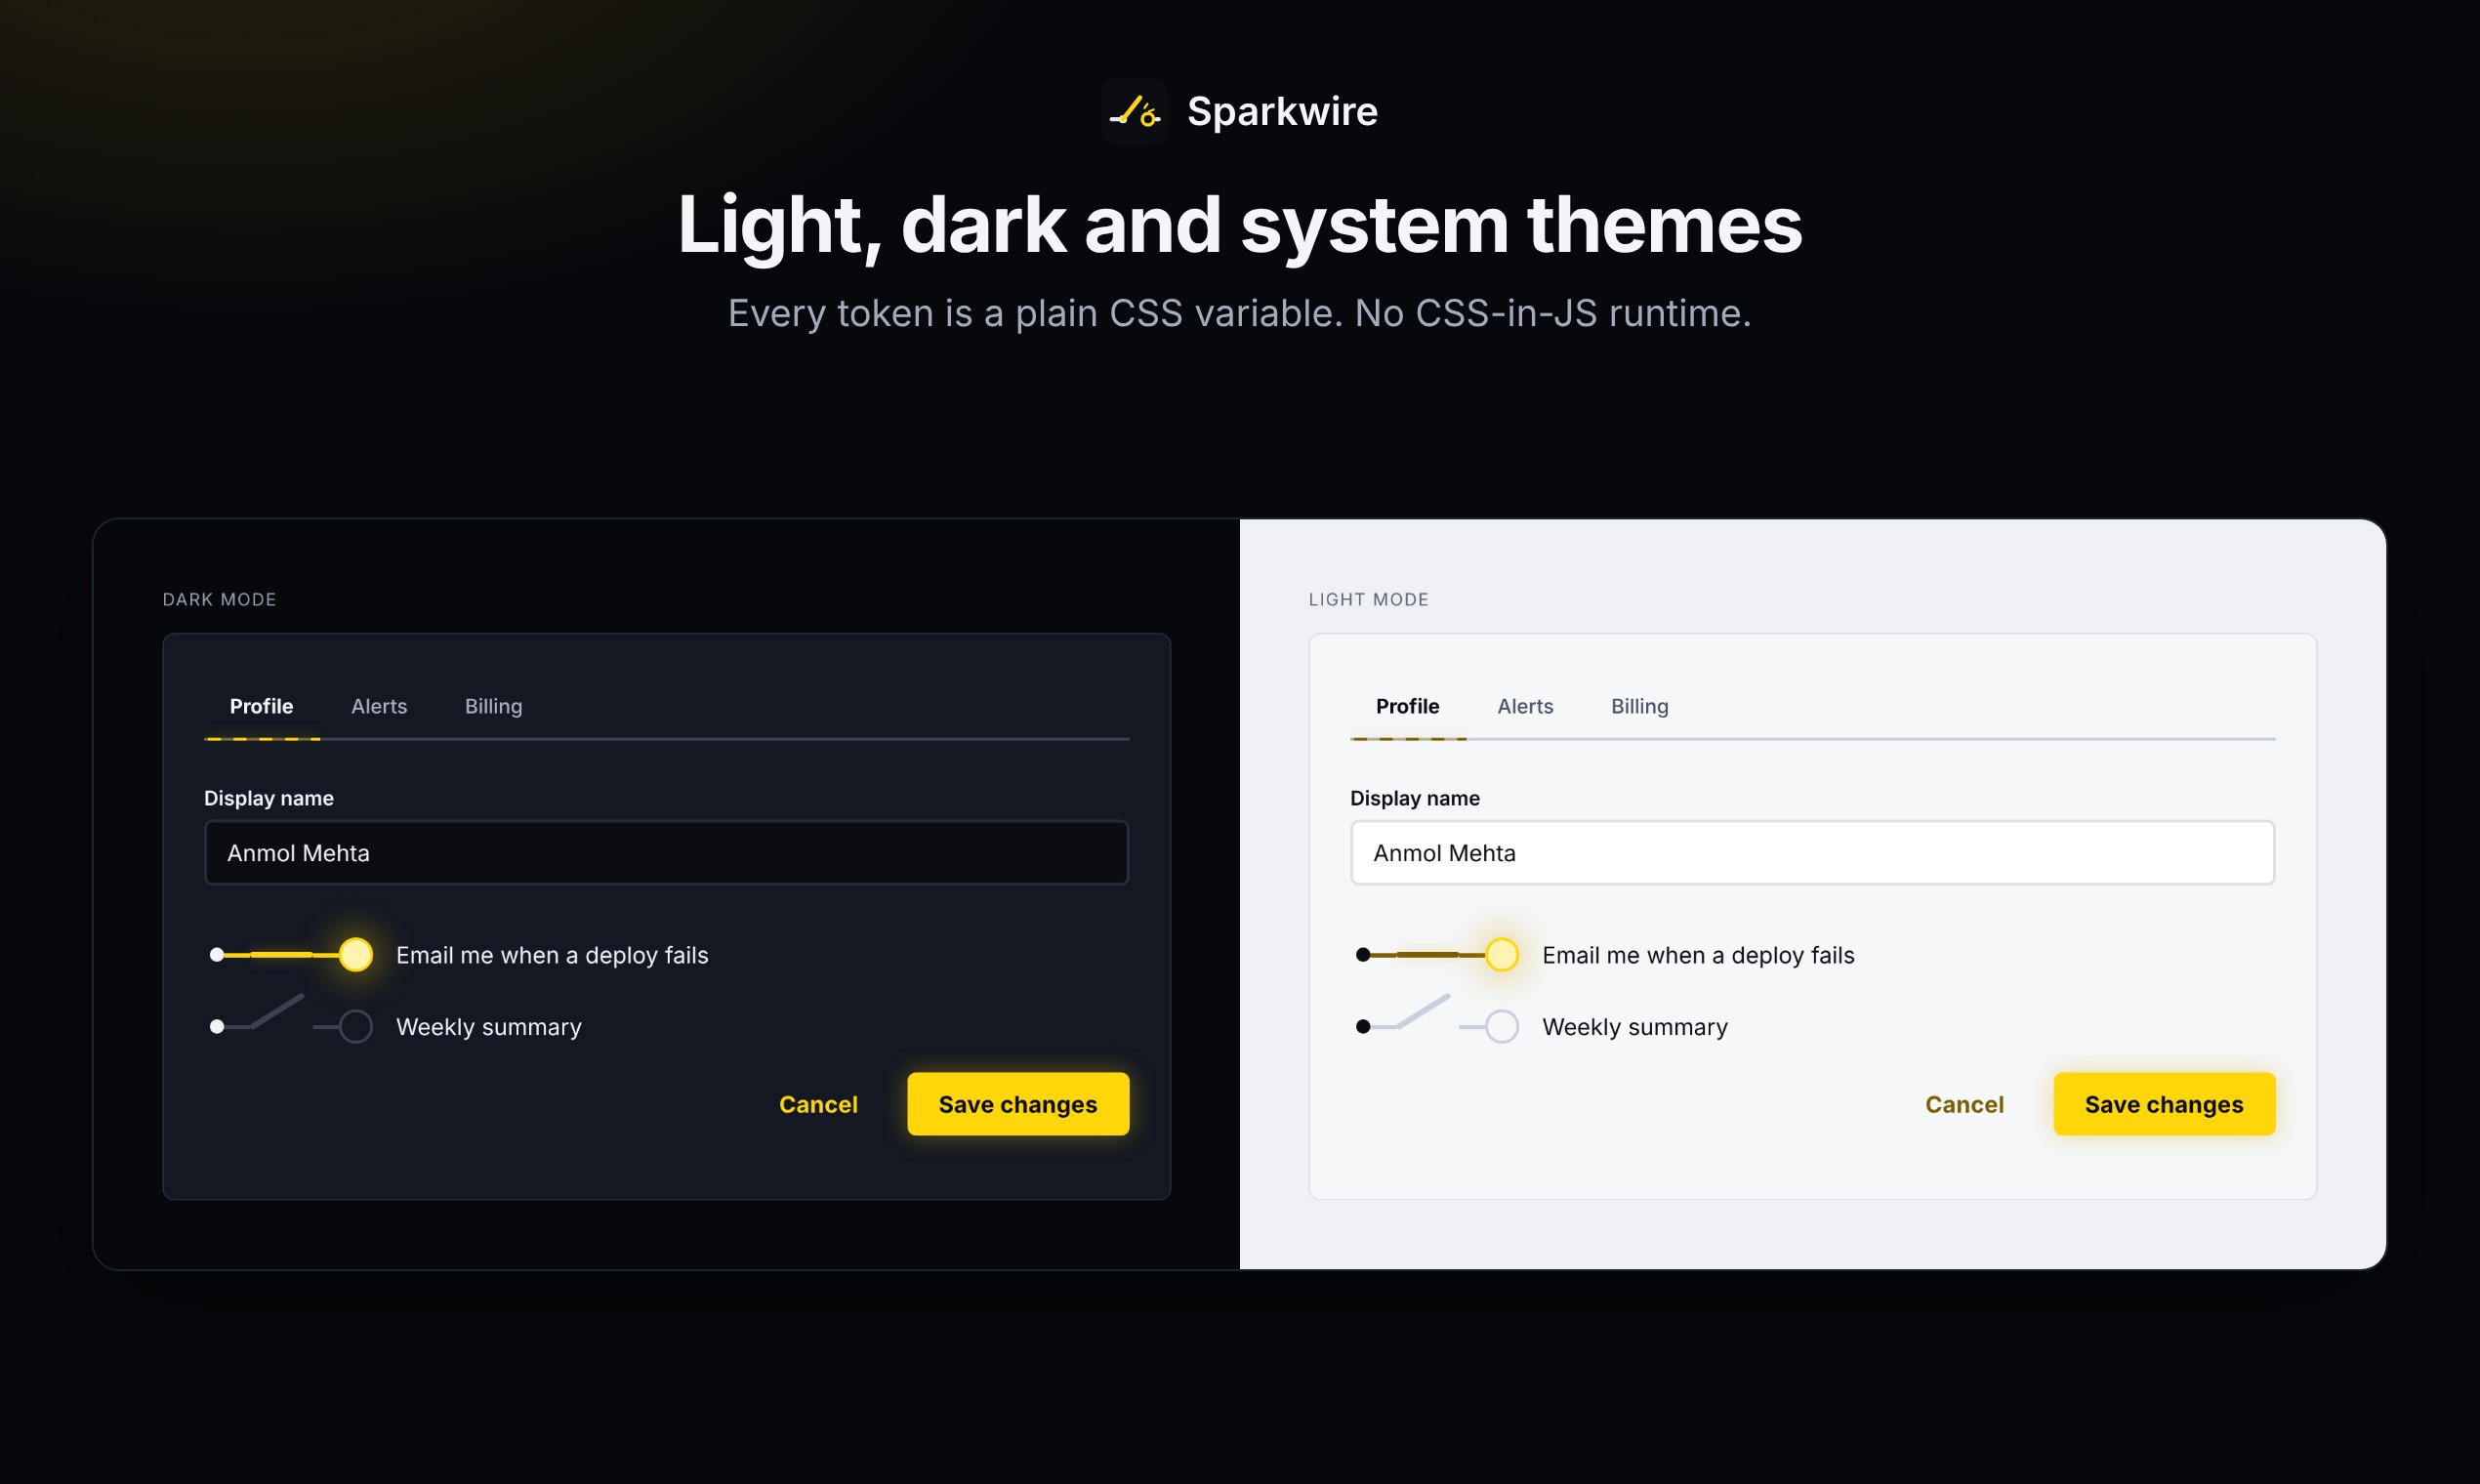 Sparkwire
Light, dark and system themes
Every token is a plain CSS variable. No CSS-in-JS runtime.
DARK MODE
Profile Alerts Billing
Display name
Anmol Mehta
Email me when a deploy fails
Weekly summary
Cancel Save changes
LIGHT MODE
Profile Alerts Billing
Display name
Anmol Mehta
Email me when a deploy fails
Weekly summary
Cancel Save changes